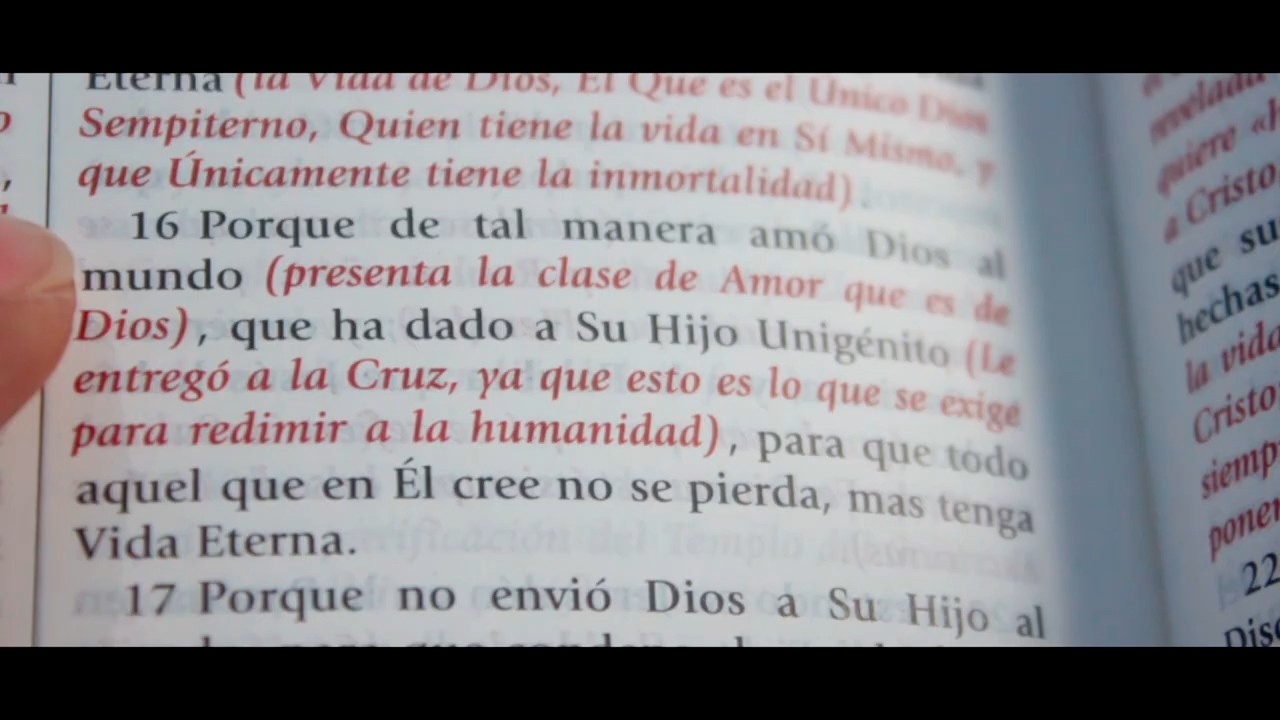 Eterna (la Vida de Dios, El Que es el Único Dios
Sempiterno, Quien tiene la vida en Sí Mismo, y
que Únicamente tiene la inmortalidad).
16 Porque de tal manera amó Dios al
mundo (presenta la clase de Amor que es de
Dios), que ha dado a Su Hijo Unigénito (Le
entregó a la Cruz, ya que esto es lo que se exige
para redimir a la humanidad), para que todo
aquel que en Él cree no se pierda, mas tenga
Vida Eterna.
17 Porque no envió Dios a Su Hijo al
revelada
quiere
a Cristo
que su
hechas
la vida
Cristo
22